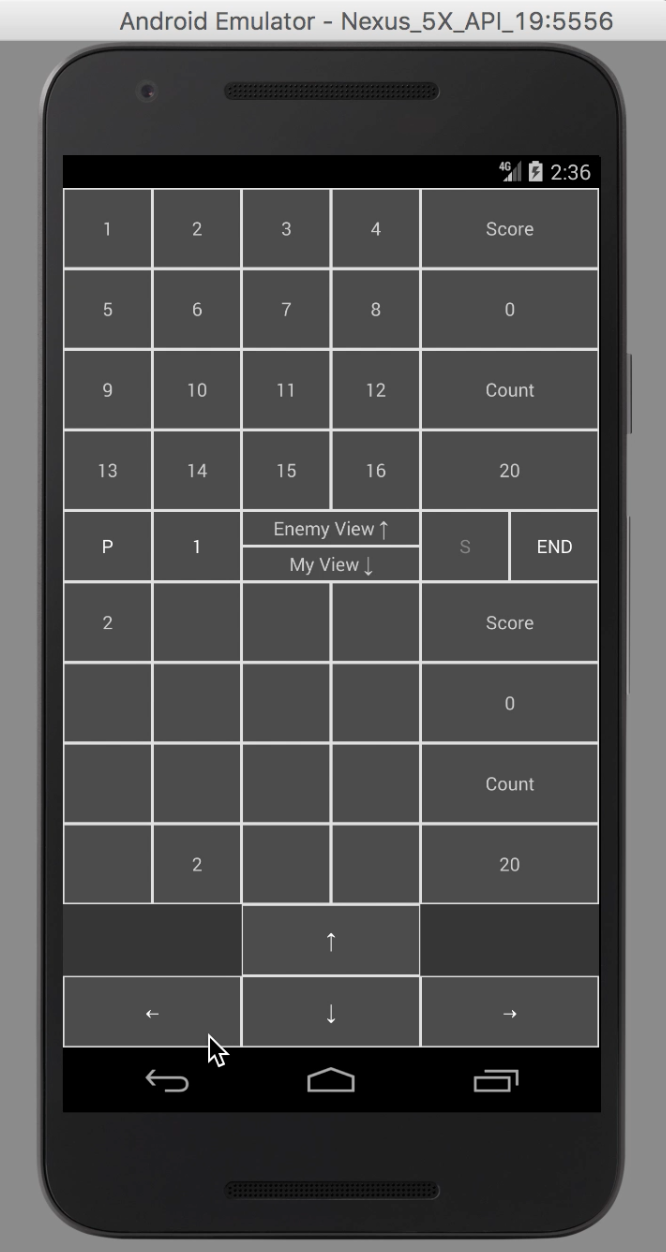 Android Emulator - Nexus_5X_API_19:5556
4G 2:36
1 2 3 4 Score
5 6 7 8 0
9 10 11 12 Count
13 14 15 16 20
P 1 Enemy View ↑ S END
My View ↓
2 Score
0
Count
2 20
↑
← ↓ →